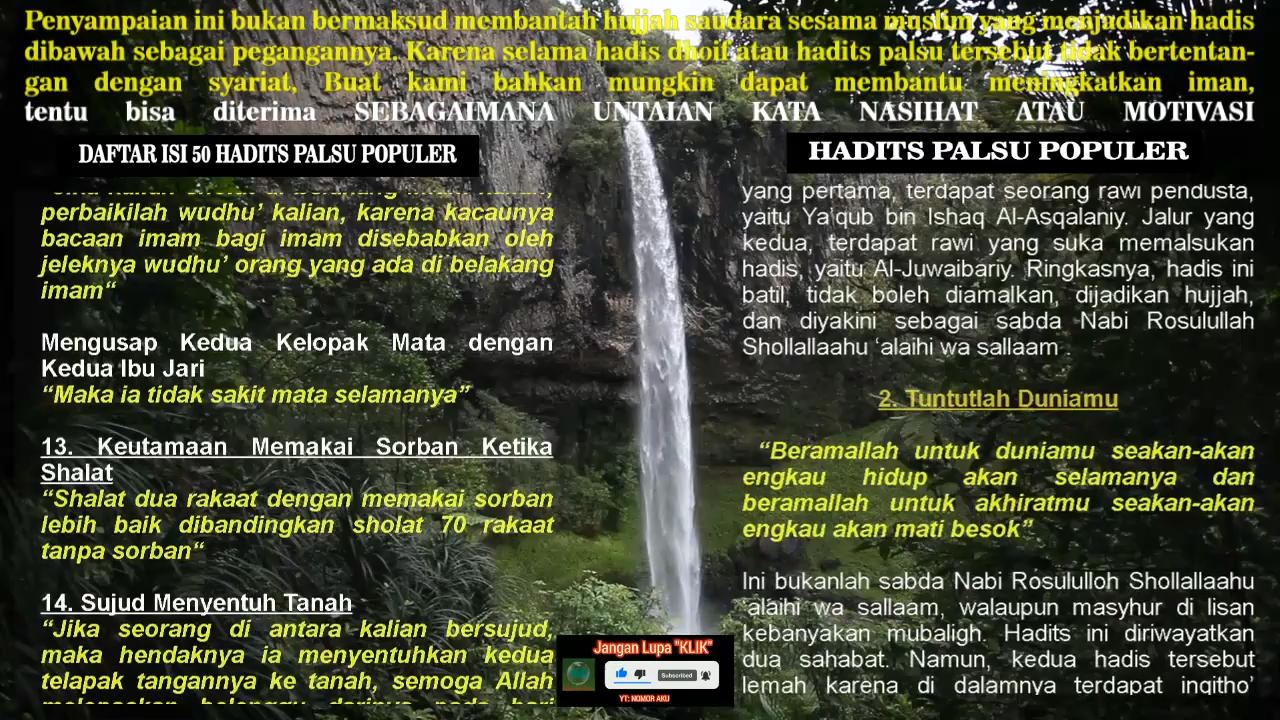 Penyampaian ini bukan bermaksud membantah hujjah saudara sesama muslim yang menjadikan hadis
dibawah sebagai pegangannya. Karena selama hadis dhoif atau hadits palsu tersebut tidak bertentan-
gan dengan syariat, Buat kami bahkan mungkin dapat membantu meningkatkan iman,
tentu bisa diterima SEBAGAIMANA UNTAIAN KATA NASIHAT ATAU MOTIVASI
DAFTAR ISI 50 HADITS PALSU POPULER
perbaikilah wudhu’ kalian, karena kacaunya
bacaan imam bagi imam disebabkan oleh
jeleknya wudhu’ orang yang ada di belakang
imam“
Mengusap Kedua Kelopak Mata dengan
Kedua Ibu Jari
“Maka ia tidak sakit mata selamanya”
13. Keutamaan Memakai Sorban Ketika
Shalat
“Shalat dua rakaat dengan memakai sorban
lebih baik dibandingkan sholat 70 rakaat
tanpa sorban“
14. Sujud Menyentuh Tanah
“Jika seorang di antara kalian bersujud,
maka hendaknya ia menyentuhkan kedua
telapak tangannya ke tanah, semoga Allah
HADITS PALSU POPULER
yang pertama, terdapat seorang rawi pendusta,
yaitu Ya’qub bin Ishaq Al-Asqalaniy. Jalur yang
kedua, terdapat rawi yang suka memalsukan
hadis, yaitu Al-Juwaibariy. Ringkasnya, hadis ini
batil, tidak boleh diamalkan, dijadikan hujjah,
dan diyakini sebagai sabda Nabi Rosulullah
Shollallaahu ‘alaihi wa sallaam .
2. Tuntutlah Duniamu
“Beramallah untuk duniamu seakan-akan
engkau hidup akan selamanya dan
beramallah untuk akhiratmu seakan-akan
engkau akan mati besok”
Ini bukanlah sabda Nabi Rosululloh Shollallaahu
‘alaihi wa sallaam, walaupun masyhur di lisan
kebanyakan mubaligh. Hadits ini diriwayatkan
dua sahabat. Namun, kedua hadis tersebut
lemah karena di dalamnya terdapat inqitho’
Jangan Lupa "KLIK"
Subscribed
YT: NOMOR AKU